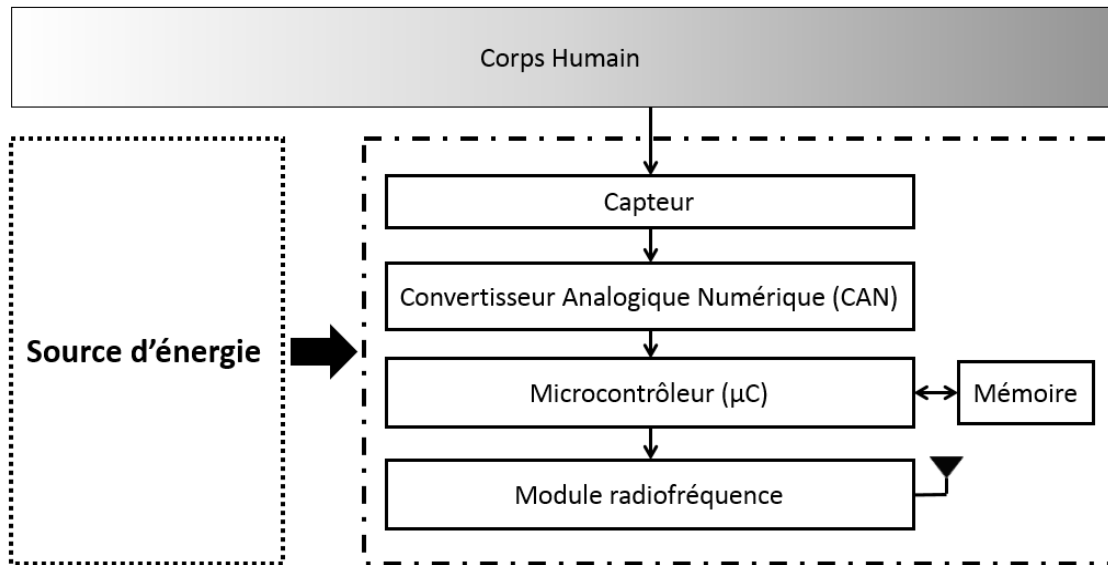 Corps Humain
Capteur
Convertisseur Analogique Numérique (CAN)
Source d'énergie
Microcontrôleur (µC)
Mémoire
Module radiofréquence